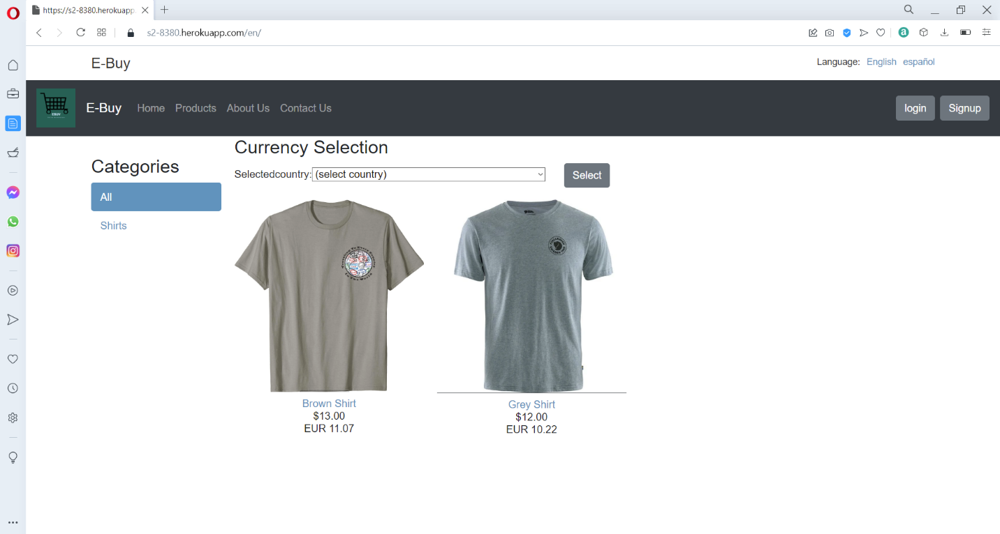 https://s2-8380.herokuapp
s2-8380.herokuapp.com/en/
E-Buy
Language: English español
EBUY
E-Buy Home Products About Us Contact Us login Signup
Currency Selection
Categories
Selectedcountry: (select country) Select
All
Shirts
Brown Shirt
$13.00
EUR 11.07
Grey Shirt
$12.00
EUR 10.22